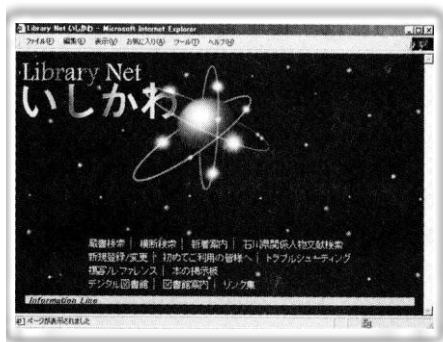 Library Net いしかわ - Microsoft Internet Explorer
ファイル(F) 編集(E) 表示(V) お気に入り(A) ツール(T) ヘルプ(H)
Library Net
いしかわ
蔵書検索 | 横断検索 | 新着案内 | 石川県関係人物文献検索
新規登録/変更 | 初めてご利用の皆様へ | トラブルシューティング
複写/レファレンス | 本の掲示板
デジタル図書館 | 図書館案内 | リンク集
Information Line
ページが表示されました